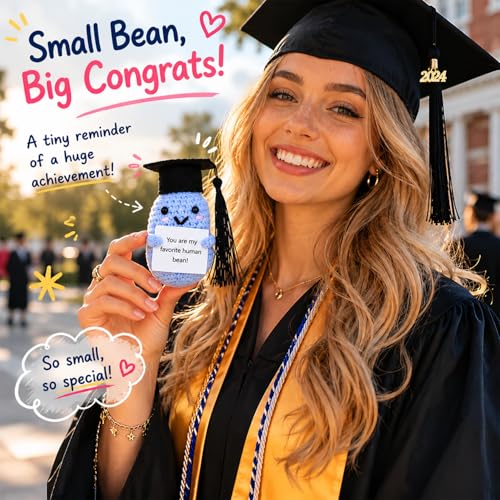 Small Bean,
Big Congrats!
A tiny reminder
of a huge
achievement!
2024
You are my
favorite human
bean!
So small,
so special!